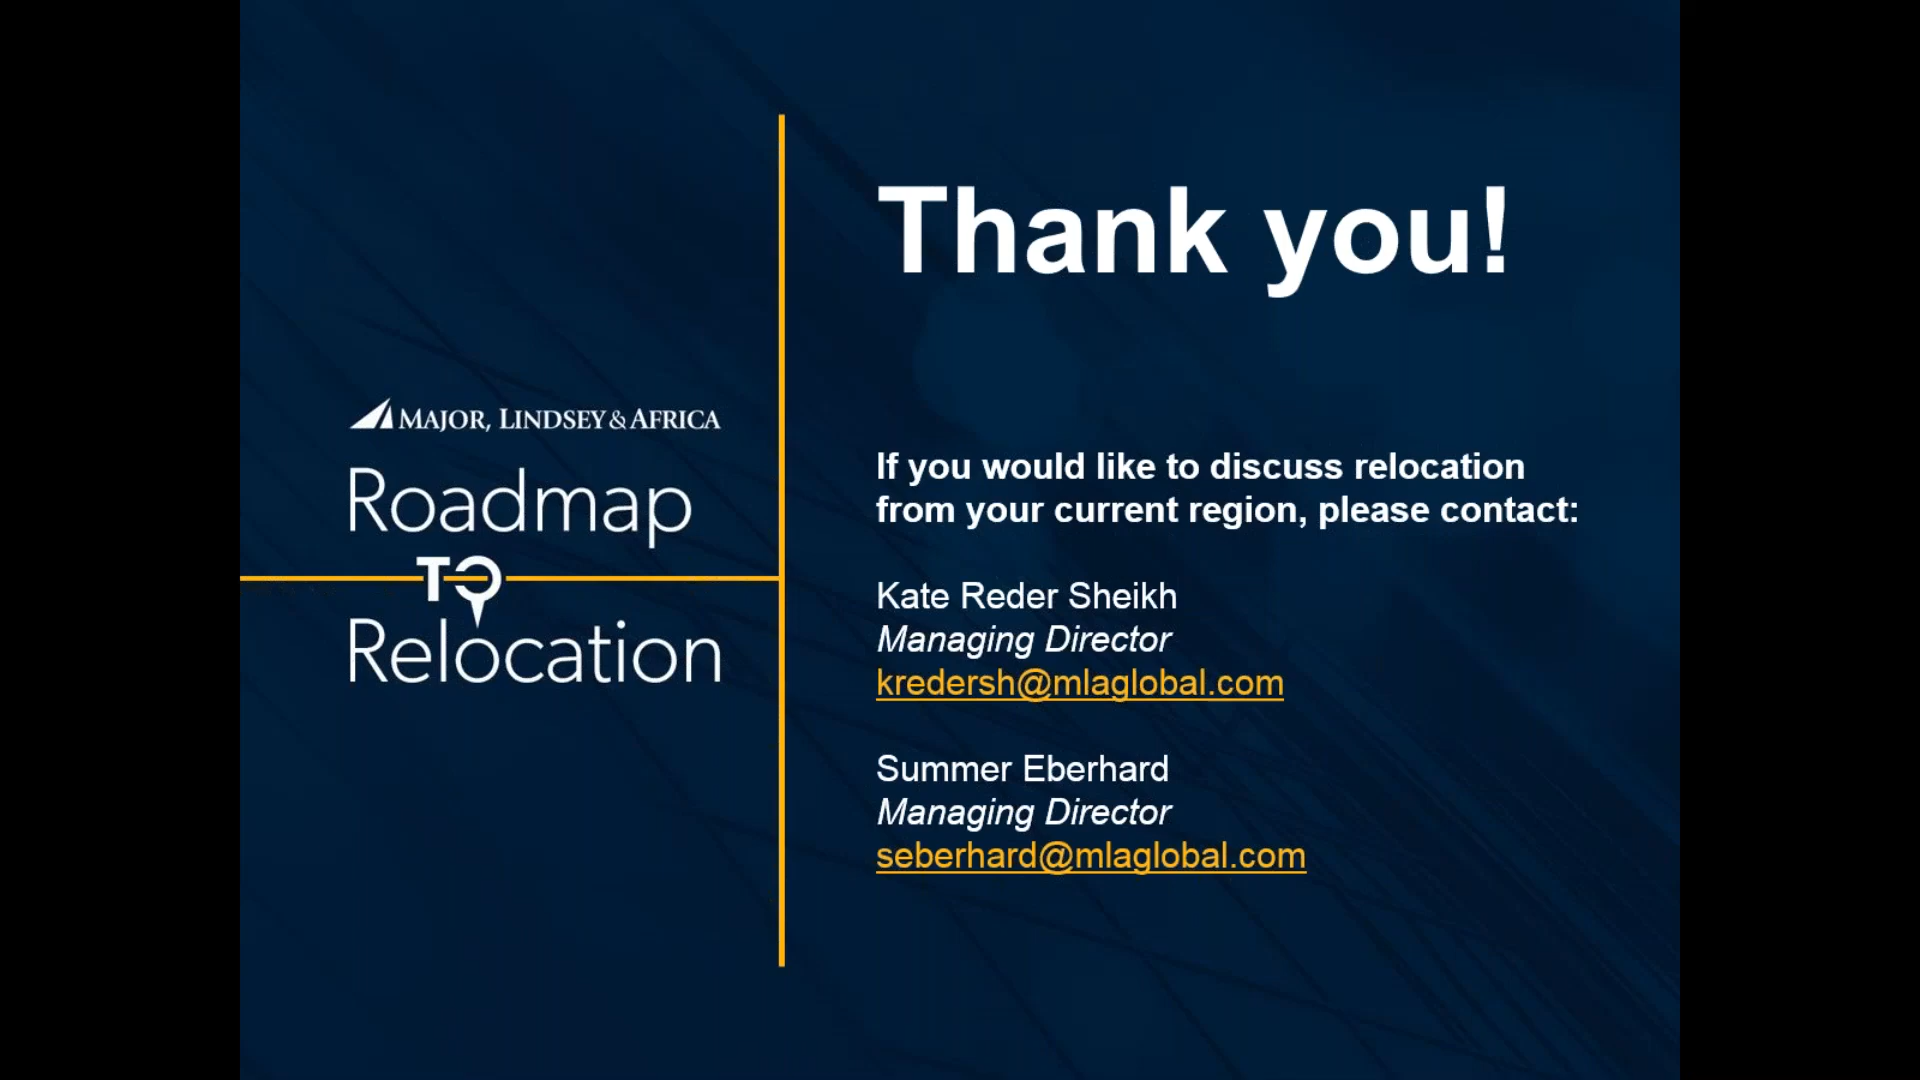 MAJOR, LINDSEY & AFRICA
Roadmap
TO
Relocation
Thank you!
If you would like to discuss relocation
from your current region, please contact:
Kate Reder Sheikh
Managing Director
kredersh@mlaglobal.com
Summer Eberhard
Managing Director
seberhard@mlaglobal.com